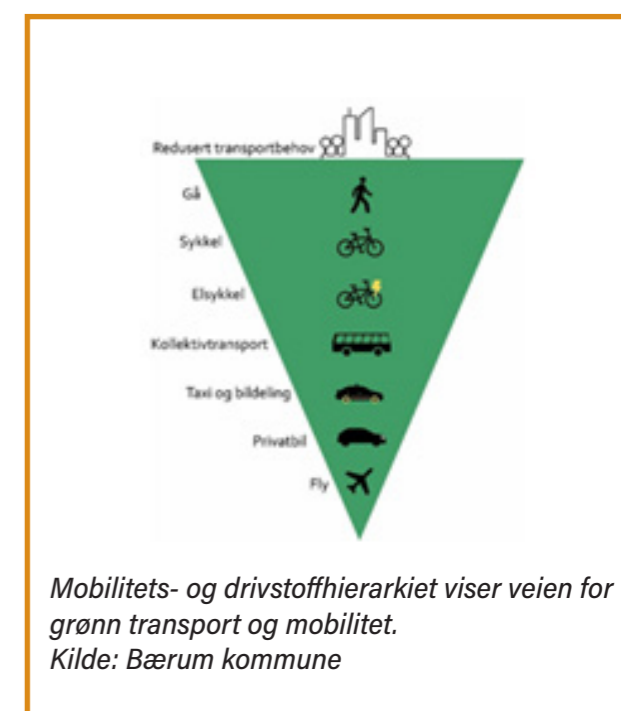 Redusert transportbehov
Gå
Sykkel
Elsykkel
Kollektivtransport
Taxi og bildeling
Privatbil
Fly
Mobilitets- og drivstoffhierarkiet viser veien for
grønn transport og mobilitet.
Kilde: Bærum kommune